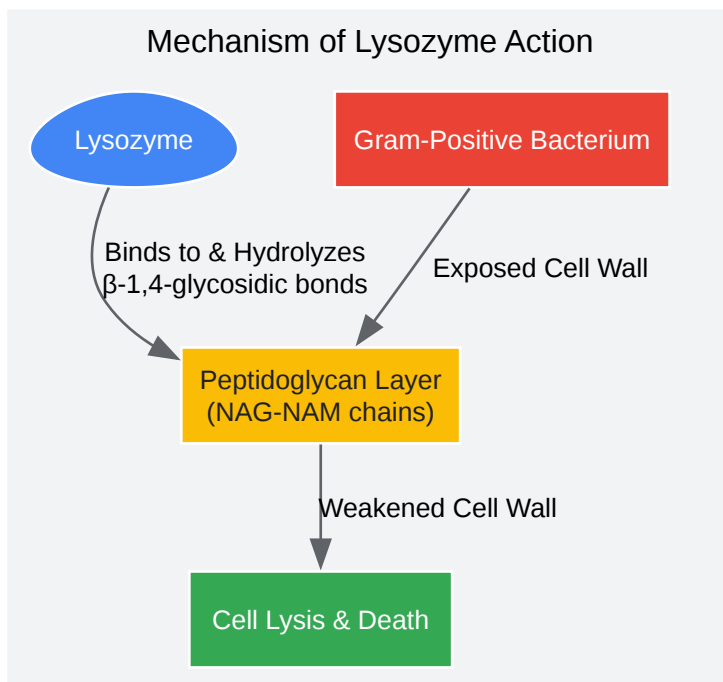 Mechanism of Lysozyme Action
Lysozyme
Gram-Positive Bacterium
Binds to & Hydrolyzes
β-1,4-glycosidic bonds
Exposed Cell Wall
Peptidoglycan Layer
(NAG-NAM chains)
Weakened Cell Wall
Cell Lysis & Death